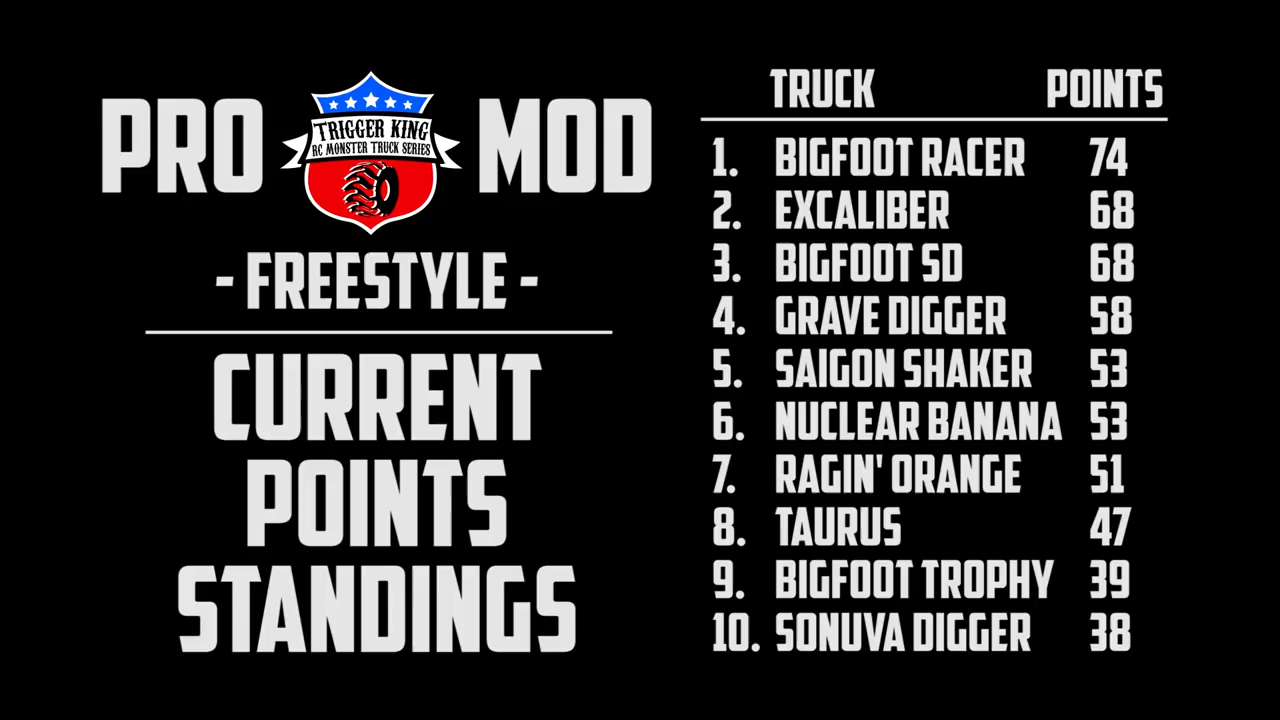 PRO MOD
TRIGGER KING
RC MONSTER TRUCK SERIES
- FREESTYLE -
CURRENT
POINTS
STANDINGS
TRUCK POINTS
1. BIGFOOT RACER 74
2. EXCALIBER 68
3. BIGFOOT SD 68
4. GRAVE DIGGER 58
5. SAIGON SHAKER 53
6. NUCLEAR BANANA 53
7. RAGIN' ORANGE 51
8. TAURUS 47
9. BIGFOOT TROPHY 39
10. SONUVA DIGGER 38